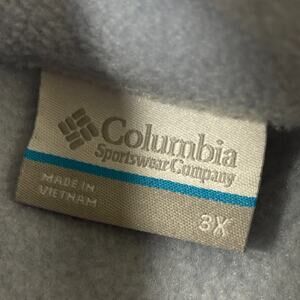 Columbia
Sportswear Company
MADE IN
VIETNAM
3X